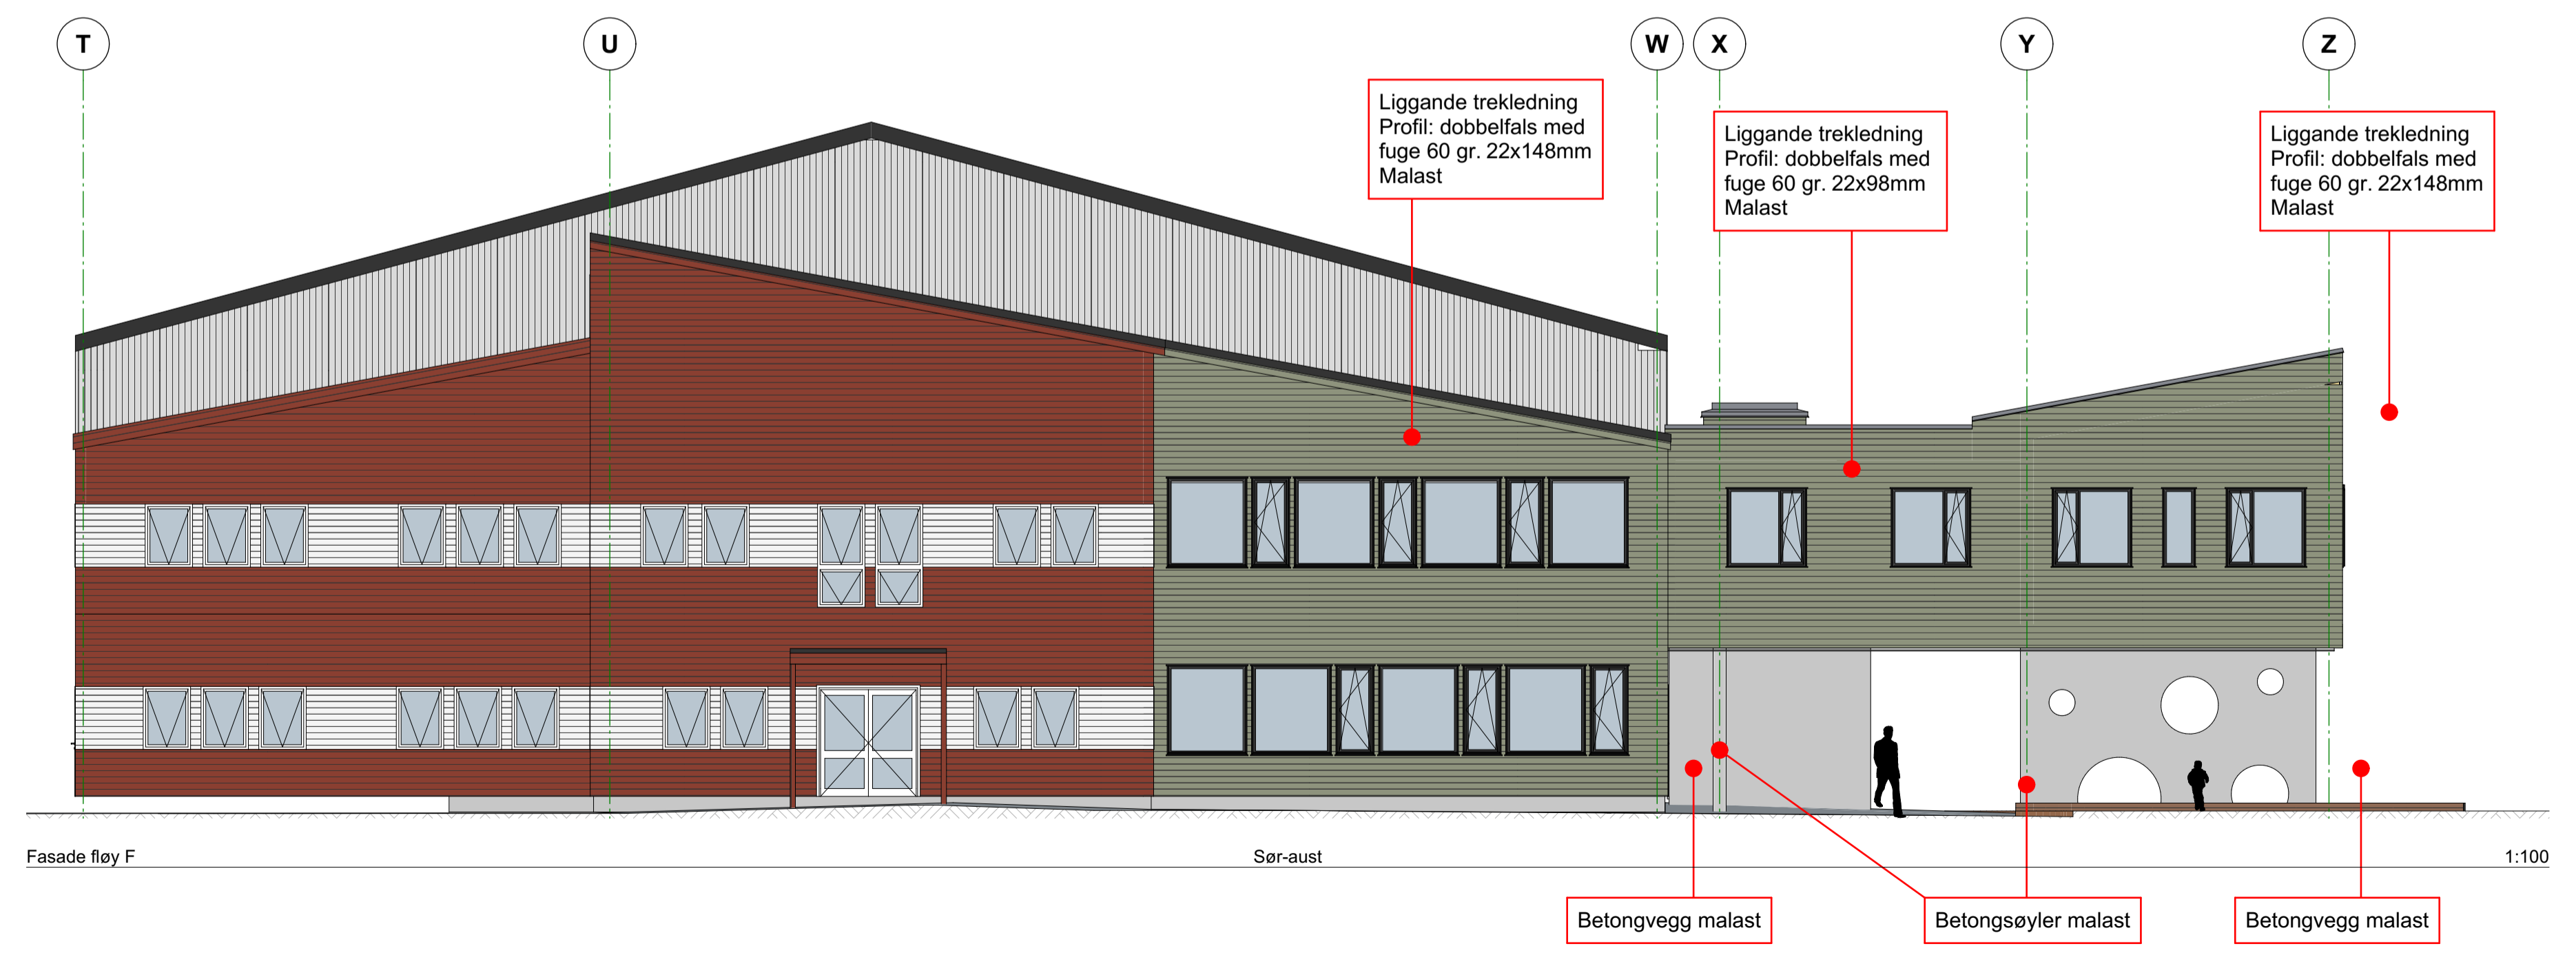 T
U
W
X
Y
Z
Liggande trekledning
Profil: dobbelfals med
fuge 60 gr. 22x148mm
Malast
Liggande trekledning
Profil: dobbelfals med
fuge 60 gr. 22x98mm
Malast
Liggande trekledning
Profil: dobbelfals med
fuge 60 gr. 22x148mm
Malast
Fasade fløy F
Sør-aust
1:100
Betongvegg malast
Betongsøyler malast
Betongvegg malast